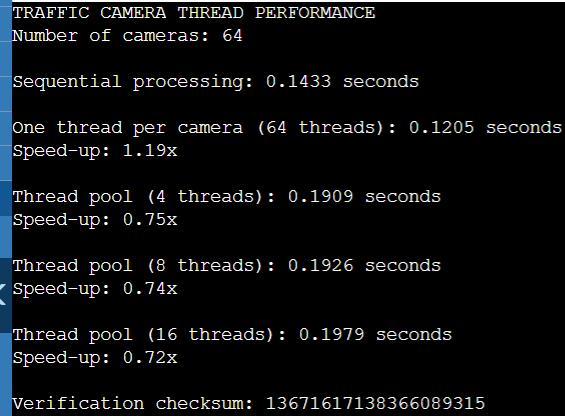 TRAFFIC CAMERA THREAD PERFORMANCE
Number of cameras: 64
Sequential processing: 0.1433 seconds
One thread per camera (64 threads): 0.1205 seconds
Speed-up: 1.19x
Thread pool (4 threads): 0.1909 seconds
Speed-up: 0.75x
Thread pool (8 threads): 0.1926 seconds
Speed-up: 0.74x
Thread pool (16 threads): 0.1979 seconds
Speed-up: 0.72x
Verification checksum: 13671617138366089315